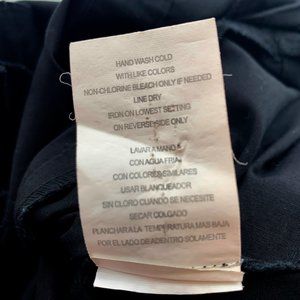 HAND WASH COLD
WITH LIKE COLORS
NON-CHLORINE BLEACH ONLY IF NEEDED
LINE DRY
IRON ON LOWEST SETTING
ON REVERSE SIDE ONLY
LAVAR A MANO
CON AGUA FRIA
CON COLORES SIMILARES
USAR BLANQUEADOR
SIN CLORO CUANDO SE NECESITE
SECAR COLGADO
PLANCHAR A LA TEMPERATURA MAS BAJA
POR EL LADO DE ADENTRO SOLAMENTE